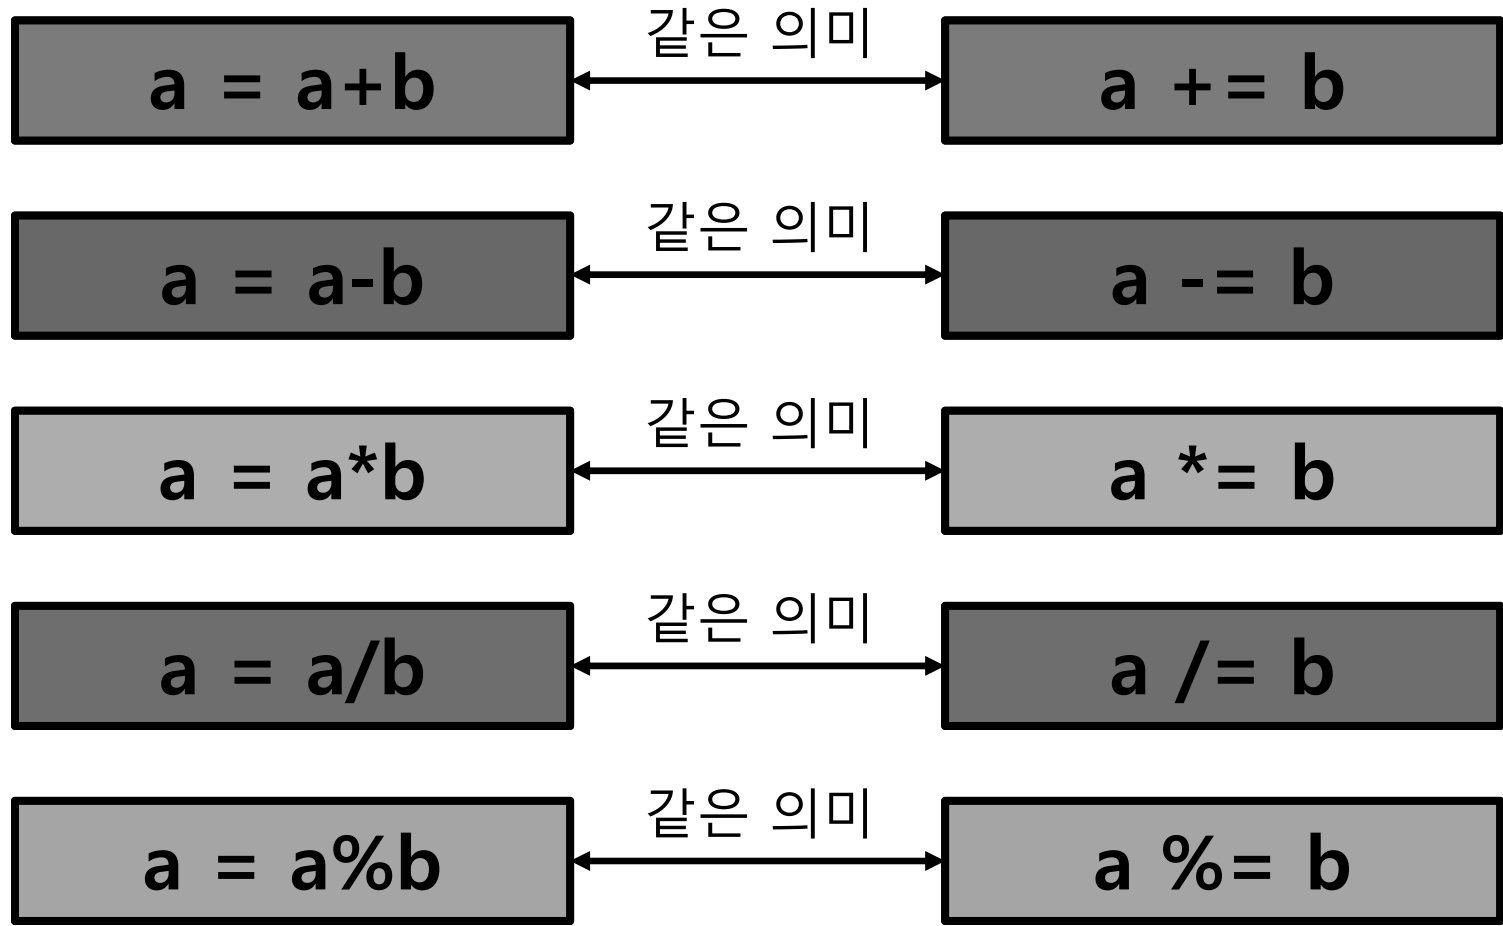 a = a+b 같은 의미 a += b
a = a-b 같은 의미 a -= b
a = a*b 같은 의미 a *= b
a = a/b 같은 의미 a /= b
a = a%b 같은 의미 a %= b